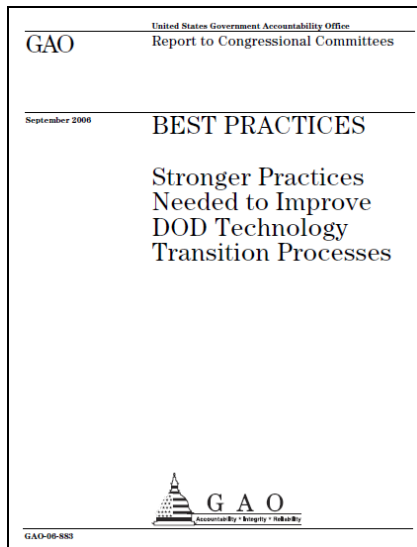 United States Government Accountability Office
GAO
Report to Congressional Committees
September 2006
BEST PRACTICES
Stronger Practices
Needed to Improve
DOD Technology
Transition Processes
G A O
Accountability * Integrity * Reliability
GAO-06-883